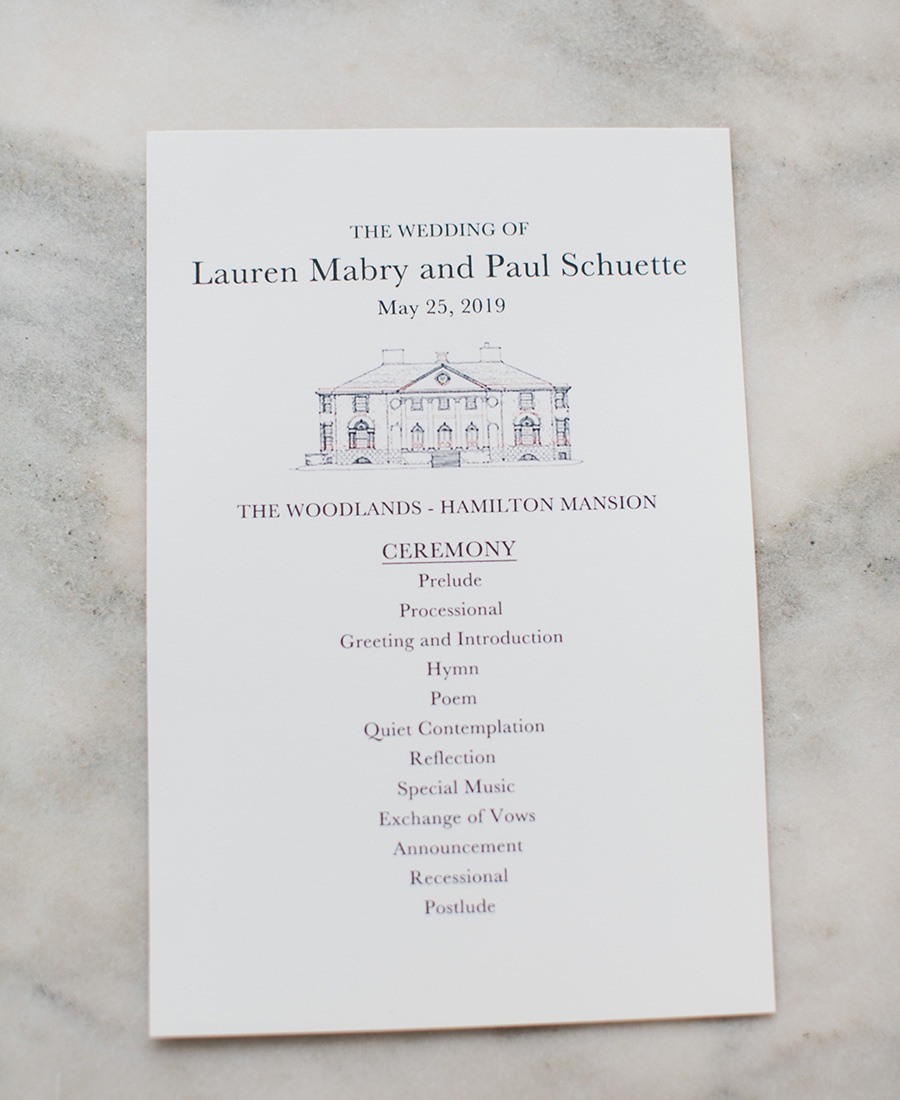 THE WEDDING OF
Lauren Mabry and Paul Schuette
May 25, 2019
THE WOODLANDS - HAMILTON MANSION
CEREMONY
Prelude
Processional
Greeting and Introduction
Hymn
Poem
Quiet Contemplation
Reflection
Special Music
Exchange of Vows
Announcement
Recessional
Postlude